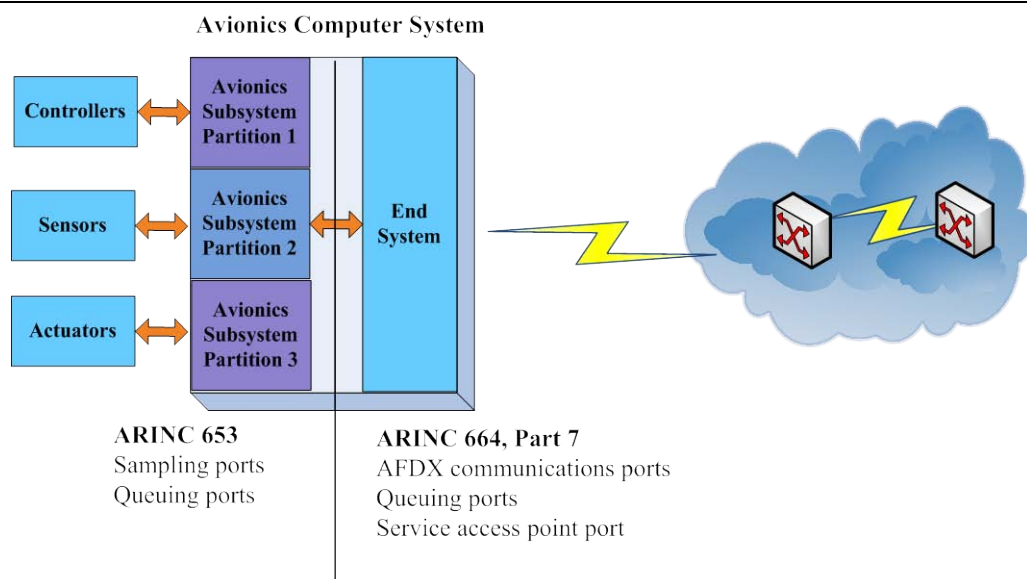 Avionics Computer System
Controllers
Avionics
Subsystem
Partition 1
Sensors
Avionics
Subsystem
Partition 2
End
System
Actuators
Avionics
Subsystem
Partition 3
ARINC 653
Sampling ports
Queuing ports
ARINC 664, Part 7
AFDX communications ports
Queuing ports
Service access point port